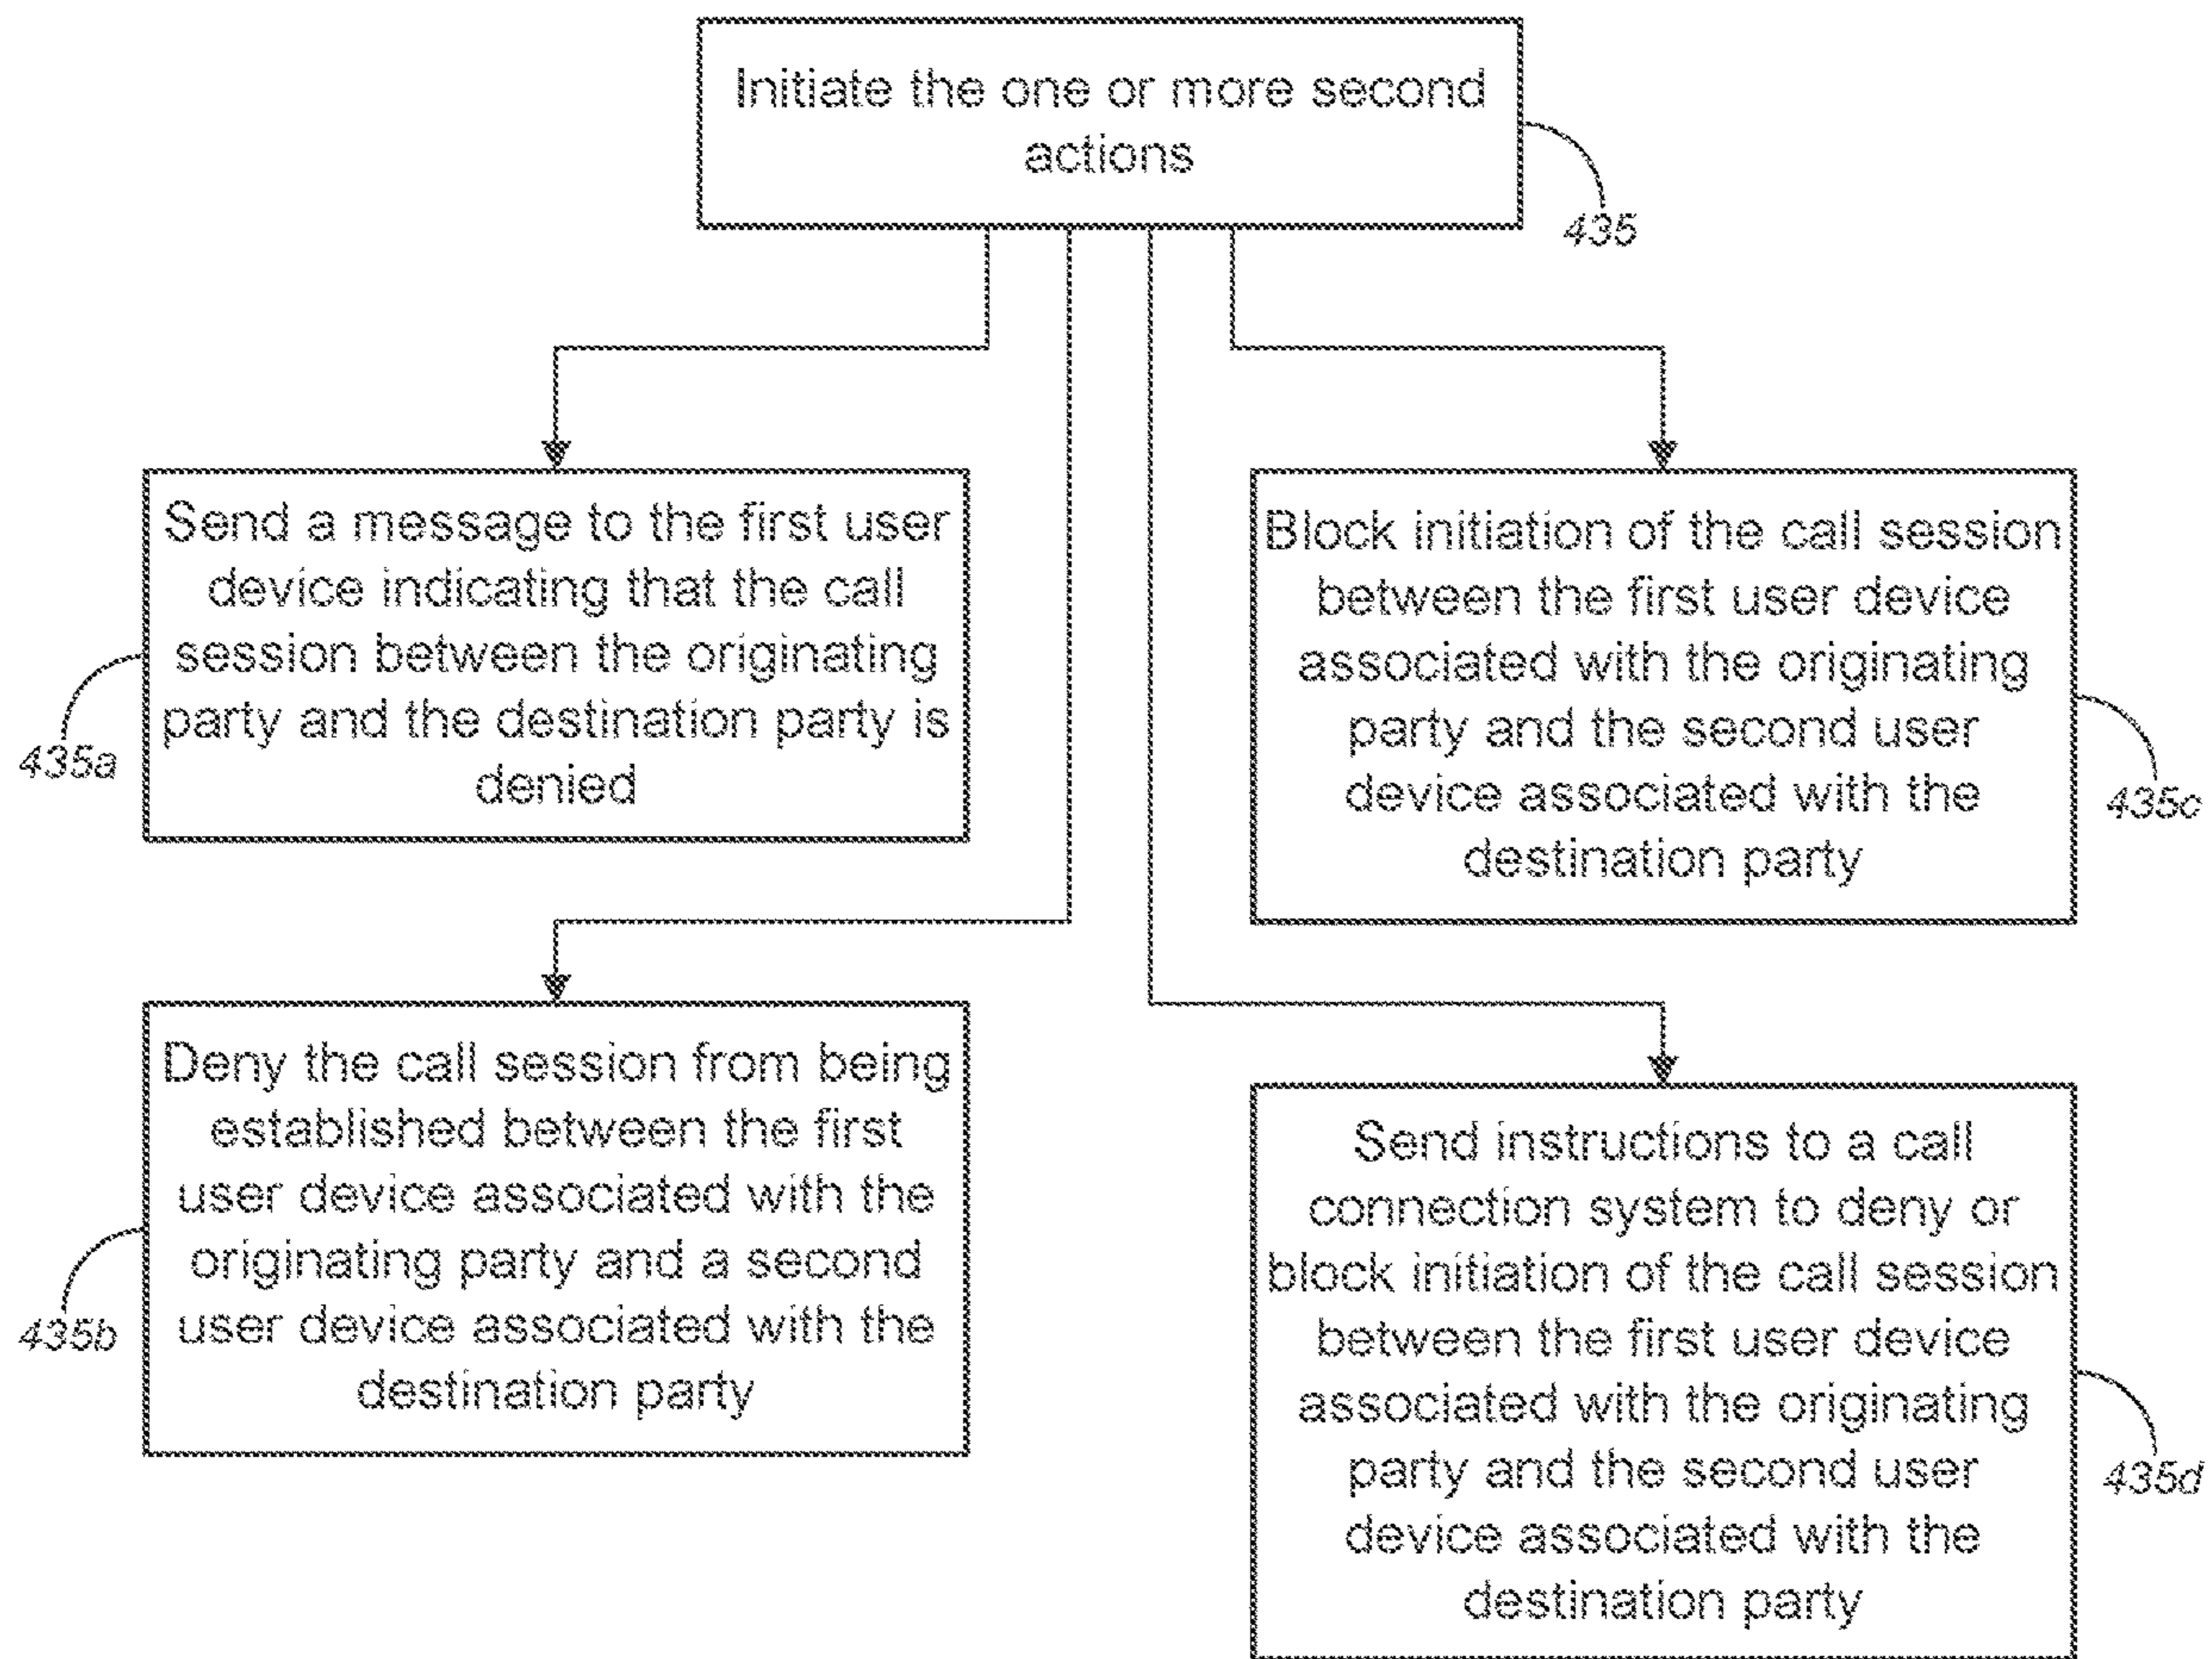 Initiate the one or more second
actions
435
Send a message to the first user
device indicating that the call
session between the originating
party and the destination party is
denied
435a
Deny the call session from being
established between the first
user device associated with the
originating party and a second
user device associated with the
destination party
435b
Block initiation of the call session
between the first user device
associated with the originating
party and the second user
device associated with the
destination party
435c
Send instructions to a call
connection system to deny or
block initiation of the call session
between the first user device
associated with the originating
party and the second user
device associated with the
destination party
435d